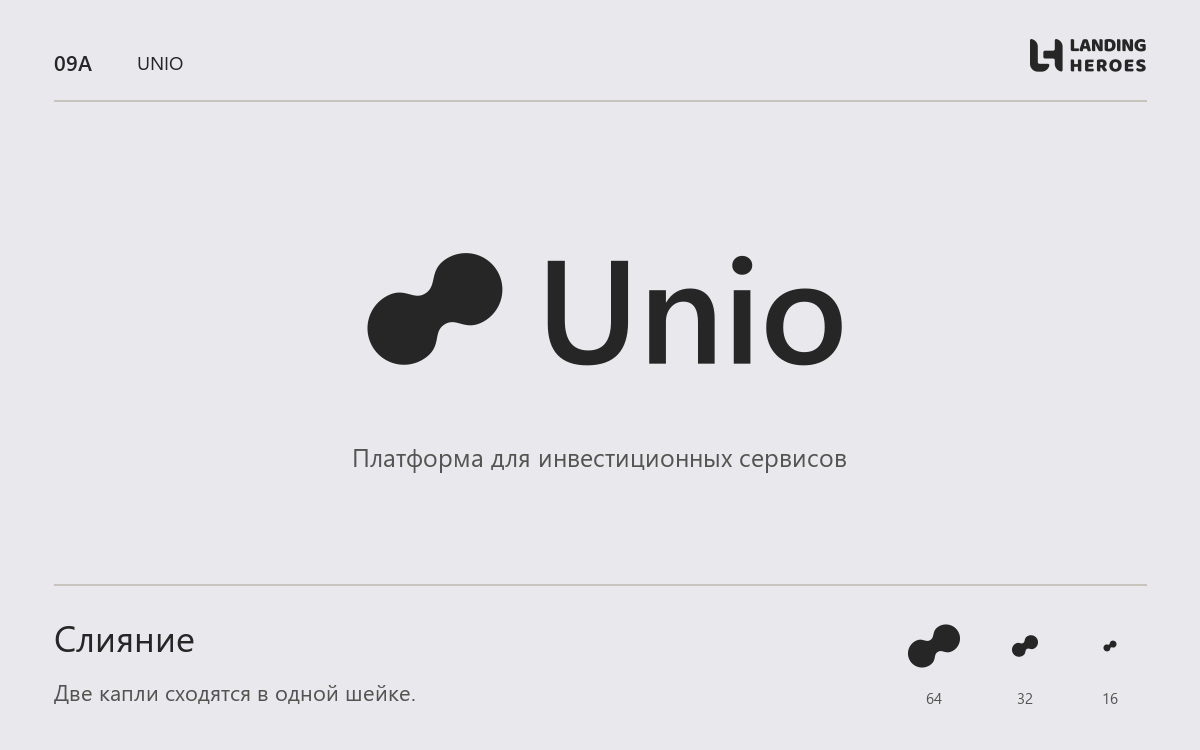 09A UNIO
LANDING
HEROES
Unio
Платформа для инвестиционных сервисов
Слияние
Две капли сходятся в одной шейке.
64 32 16